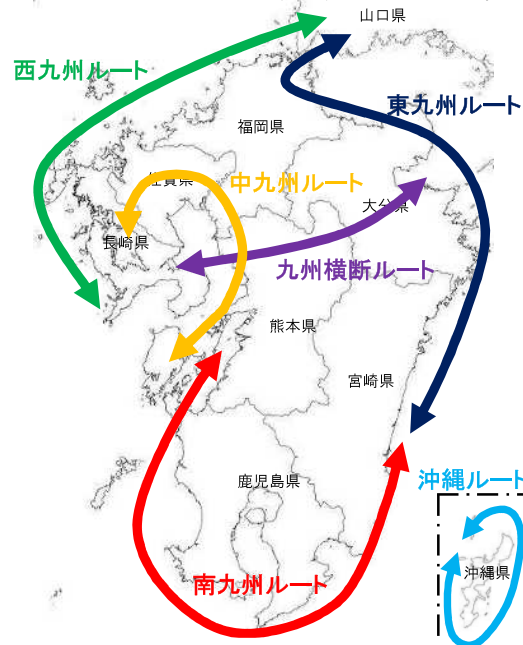 山口県
西九州ルート
東九州ルート
福岡県
佐賀県
中九州ルート
大分県
長崎県
九州横断ルート
熊本県
宮崎県
鹿児島県
沖縄ルート
沖縄県
南九州ルート